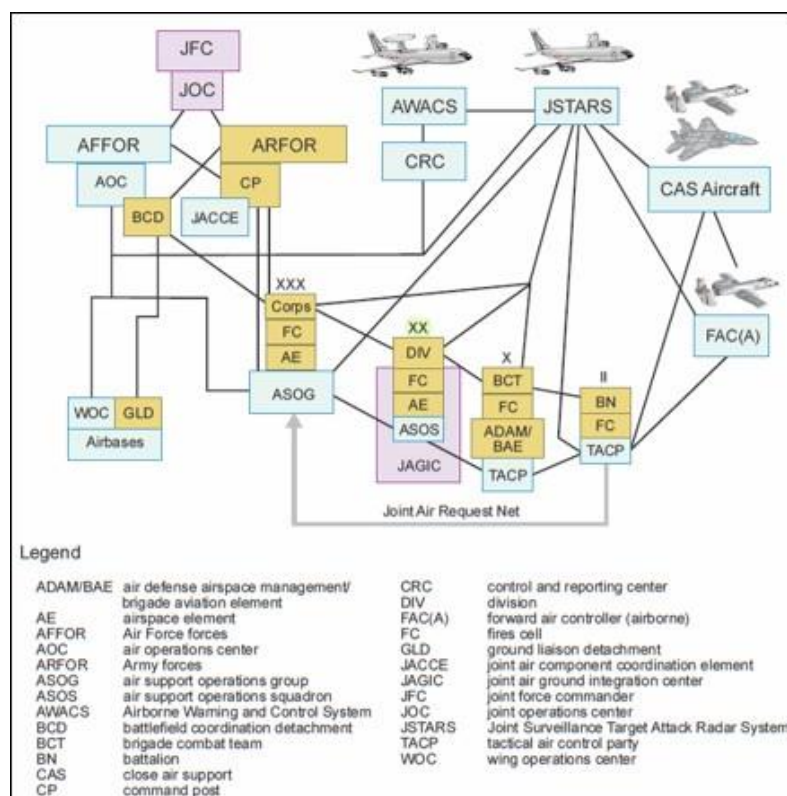 JFC
JOC
AWACS
JSTARS
AFFOR
ARFOR
CRC
AOC
CP
CAS Aircraft
BCD
JACCE
XXX
Corps
XX
FAC(A)
FC
DIV
X
AE
FC
BCT
II
ASOG
AE
FC
BN
WOC
GLD
ASOS
ADAM/
BAE
FC
Airbases
JAGIC
TACP
TACP
Joint Air Request Net
Legend
ADAM/BAE air defense airspace management/
brigade aviation element
AE airspace element
AFFOR Air Force forces
AOC air operations center
ARFOR Army forces
ASOG air support operations group
ASOS air support operations squadron
AWACS Airborne Warning and Control System
BCD battlefield coordination detachment
BCT brigade combat team
BN battalion
CAS close air support
CP command post
CRC control and reporting center
DIV division
FAC(A) forward air controller (airborne)
FC fires cell
GLD ground liaison detachment
JACCE joint air component coordination element
JAGIC joint air ground integration center
JFC joint force commander
JOC joint operations center
JSTARS Joint Surveillance Target Attack Radar System
TACP tactical air control party
WOC wing operations center